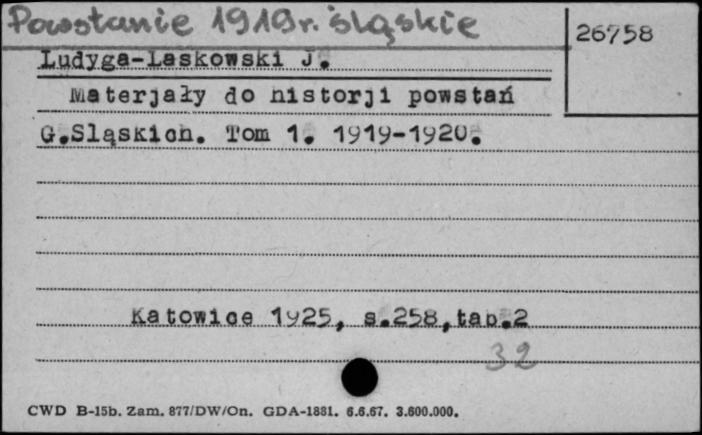 Powstanie 1919r. śląskie
26758
Ludyga-Laskowski J.
Materjały do historji powstań
G.Sląskich. Tom 1. 1919-1920.
Katowice 1925, s.258,tab.2
32
CWD B-15b. Zam. 877/DW/On. GDA-1881. 6.6.67. 3.600.000.